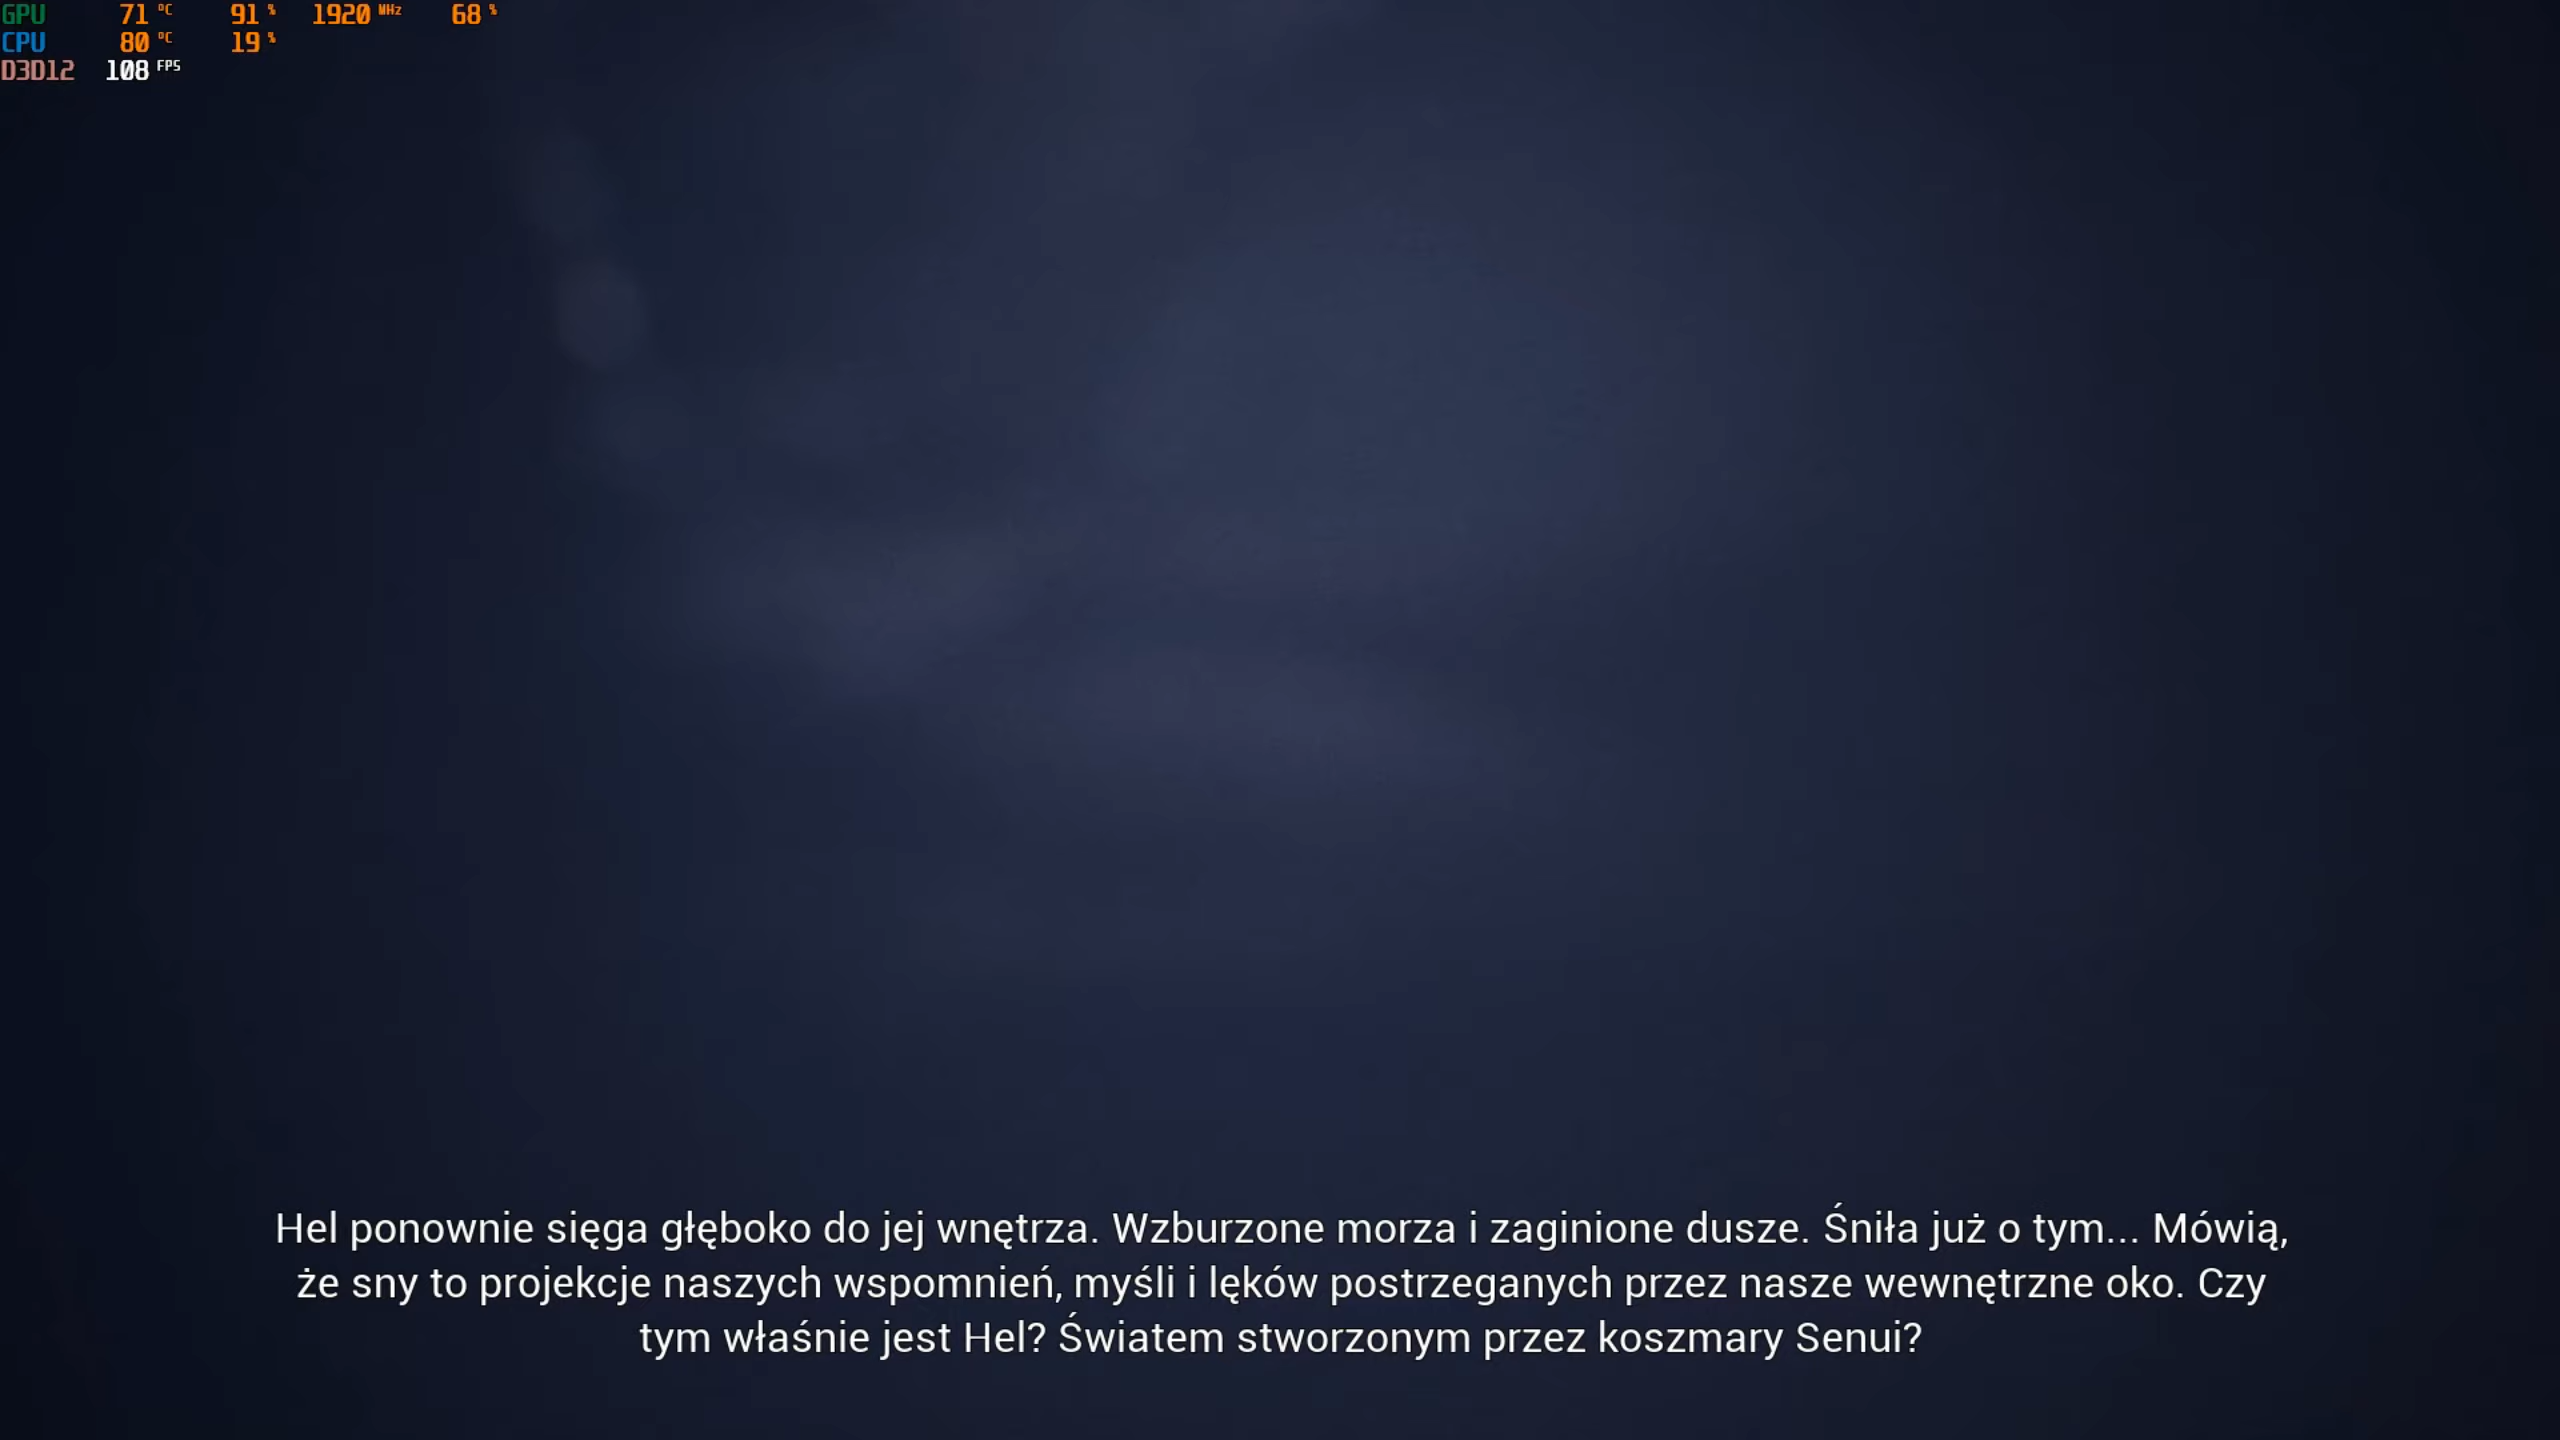 GPU 71 °C 91 % 1920 MHz 68 %
CPU 80 °C 19 %
D3D12 108 FPS
Hel ponownie sięga głęboko do jej wnętrza. Wzburzone morza i zaginione dusze. Śniła już o tym... Mówią,
że sny to projekcje naszych wspomnień, myśli i lęków postrzeganych przez nasze wewnętrzne oko. Czy
tym właśnie jest Hel? Światem stworzonym przez koszmary Senui?